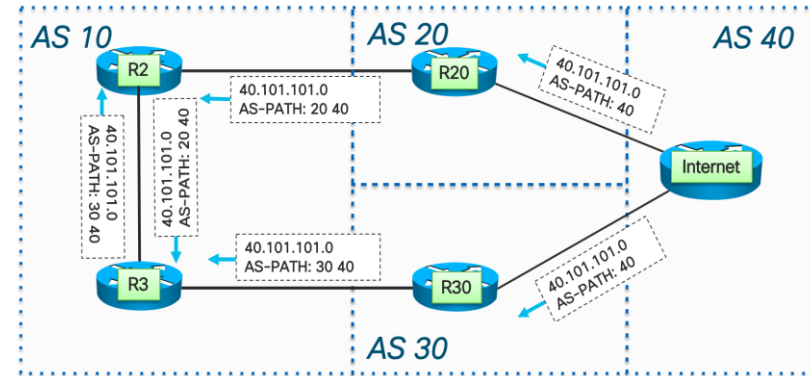 AS 10
AS 20
AS 40
R2
R20
40.101.101.0
AS-PATH: 40
40.101.101.0
AS-PATH: 20 40
40.101.101.0
AS-PATH: 30 40
40.101.101.0
AS-PATH: 20 40
Internet
40.101.101.0
AS-PATH: 30 40
40.101.101.0
AS-PATH: 40
R3
R30
AS 30